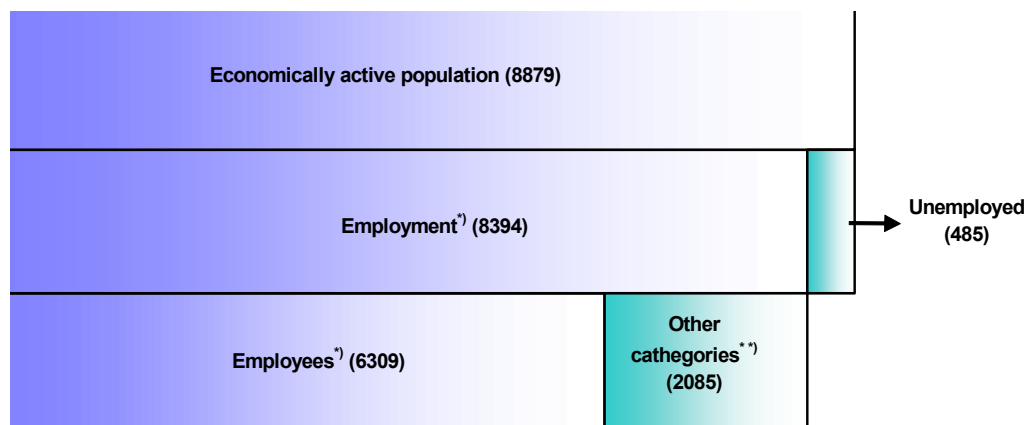 Economically active population (8879)
Employment*) (8394)
Unemployed
(485)
Employees*) (6309)
Other
cathegories* *)
(2085)